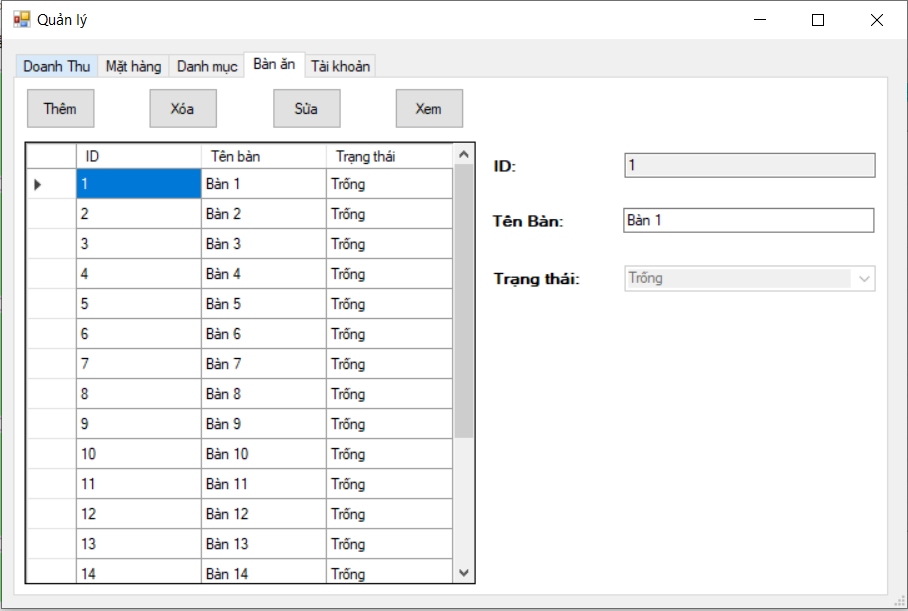 Quản lý
Doanh Thu Mặt hàng Danh mục Bàn ăn Tài khoản
Thêm Xóa Sửa Xem
ID Tên bàn Trạng thái
1 Bàn 1 Trống
2 Bàn 2 Trống
3 Bàn 3 Trống
4 Bàn 4 Trống
5 Bàn 5 Trống
6 Bàn 6 Trống
7 Bàn 7 Trống
8 Bàn 8 Trống
9 Bàn 9 Trống
10 Bàn 10 Trống
11 Bàn 11 Trống
12 Bàn 12 Trống
13 Bàn 13 Trống
14 Bàn 14 Trống
ID: 1
Tên Bàn: Bàn 1
Trạng thái: Trống